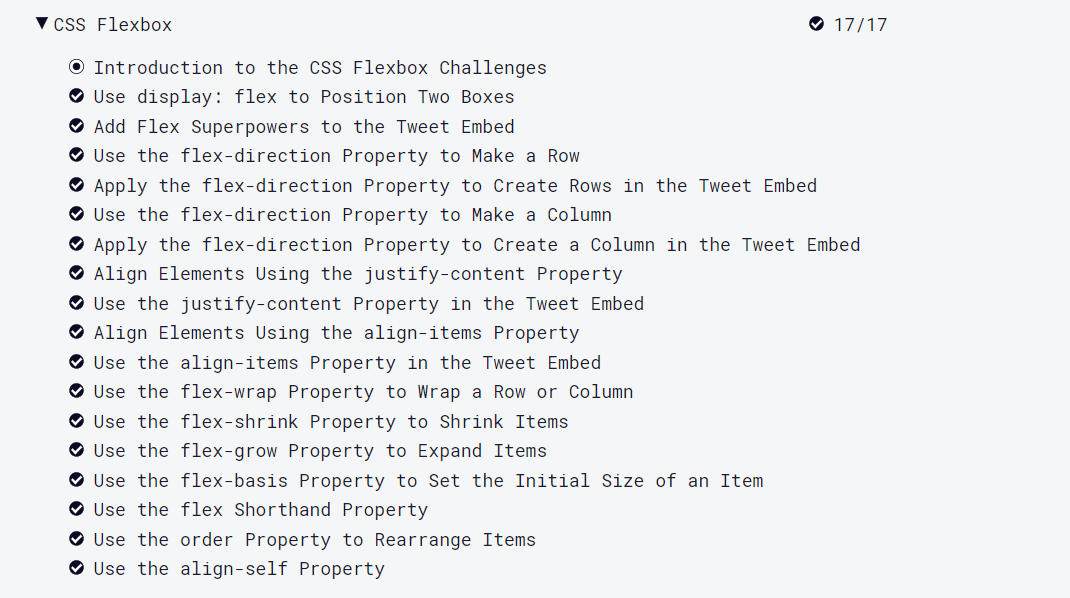 CSS Flexbox 17/17
Introduction to the CSS Flexbox Challenges
Use display: flex to Position Two Boxes
Add Flex Superpowers to the Tweet Embed
Use the flex-direction Property to Make a Row
Apply the flex-direction Property to Create Rows in the Tweet Embed
Use the flex-direction Property to Make a Column
Apply the flex-direction Property to Create a Column in the Tweet Embed
Align Elements Using the justify-content Property
Use the justify-content Property in the Tweet Embed
Align Elements Using the align-items Property
Use the align-items Property in the Tweet Embed
Use the flex-wrap Property to Wrap a Row or Column
Use the flex-shrink Property to Shrink Items
Use the flex-grow Property to Expand Items
Use the flex-basis Property to Set the Initial Size of an Item
Use the flex Shorthand Property
Use the order Property to Rearrange Items
Use the align-self Property